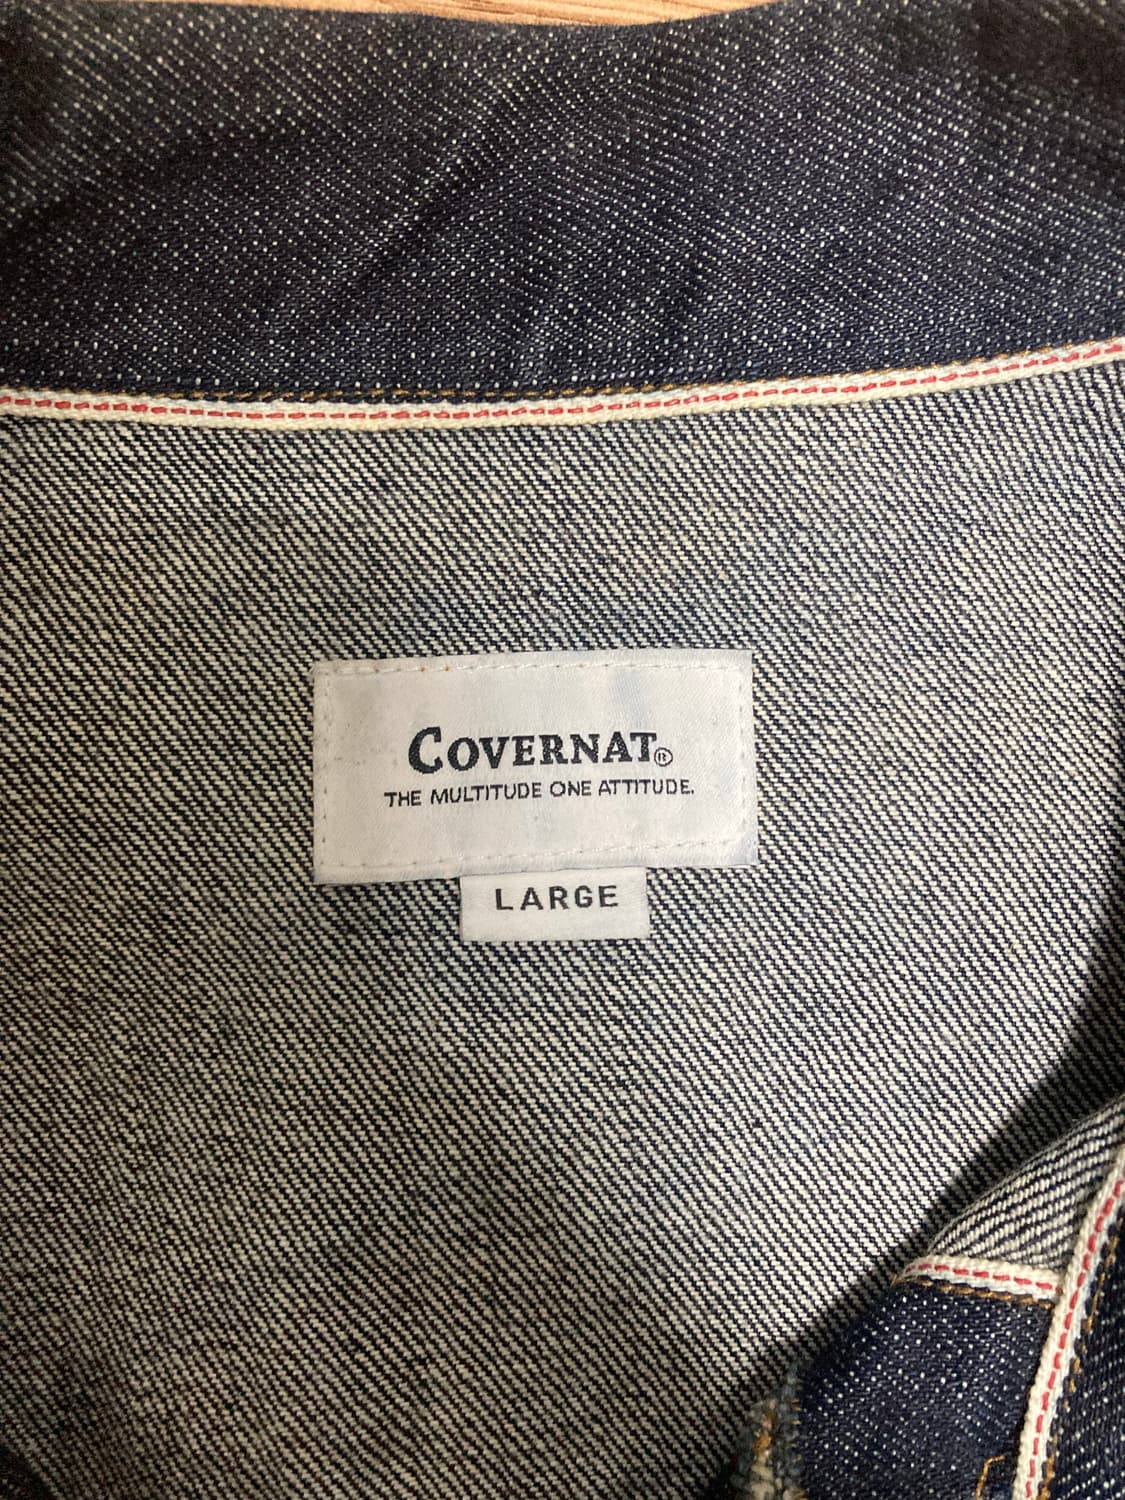 COVERNAT®
THE MULTITUDE ONE ATTITUDE.
LARGE